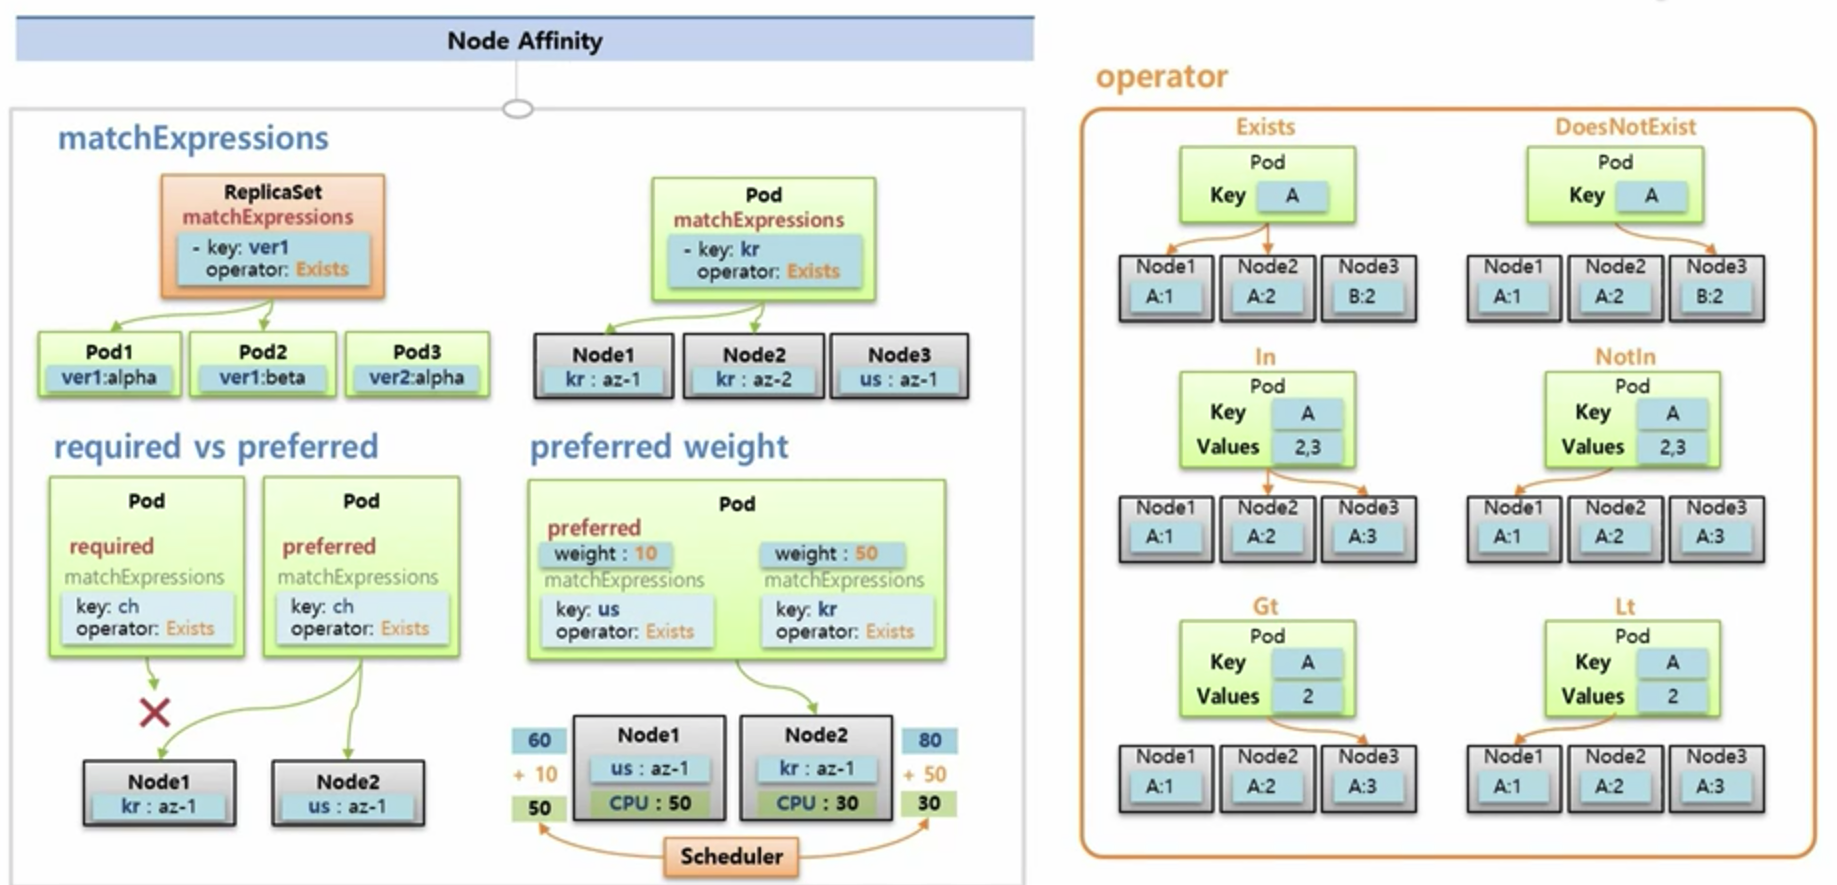 Node Affinity
matchExpressions
ReplicaSet
matchExpressions
- key: ver1
operator: Exists
Pod1
ver1:alpha
Pod2
ver1:beta
Pod3
ver2:alpha
Pod
matchExpressions
- key: kr
operator: Exists
Node1
kr : az-1
Node2
kr : az-2
Node3
us : az-1
required vs preferred
Pod
required
matchExpressions
key: ch
operator: Exists
Pod
preferred
matchExpressions
key: ch
operator: Exists
Node1
kr : az-1
Node2
us : az-1
preferred weight
Pod
preferred
weight : 10
matchExpressions
key: us
operator: Exists
weight : 50
matchExpressions
key: kr
operator: Exists
60
+ 10
50
Node1
us : az-1
CPU : 50
Node2
kr : az-1
CPU : 30
80
+ 50
30
Scheduler
operator
Exists
Pod
Key A
Node1
A:1
Node2
A:2
Node3
B:2
DoesNotExist
Pod
Key A
Node1
A:1
Node2
A:2
Node3
B:2
In
Pod
Key A
Values 2,3
Node1
A:1
Node2
A:2
Node3
A:3
NotIn
Pod
Key A
Values 2,3
Node1
A:1
Node2
A:2
Node3
A:3
Gt
Pod
Key A
Values 2
Node1
A:1
Node2
A:2
Node3
A:3
Lt
Pod
Key A
Values 2
Node1
A:1
Node2
A:2
Node3
A:3